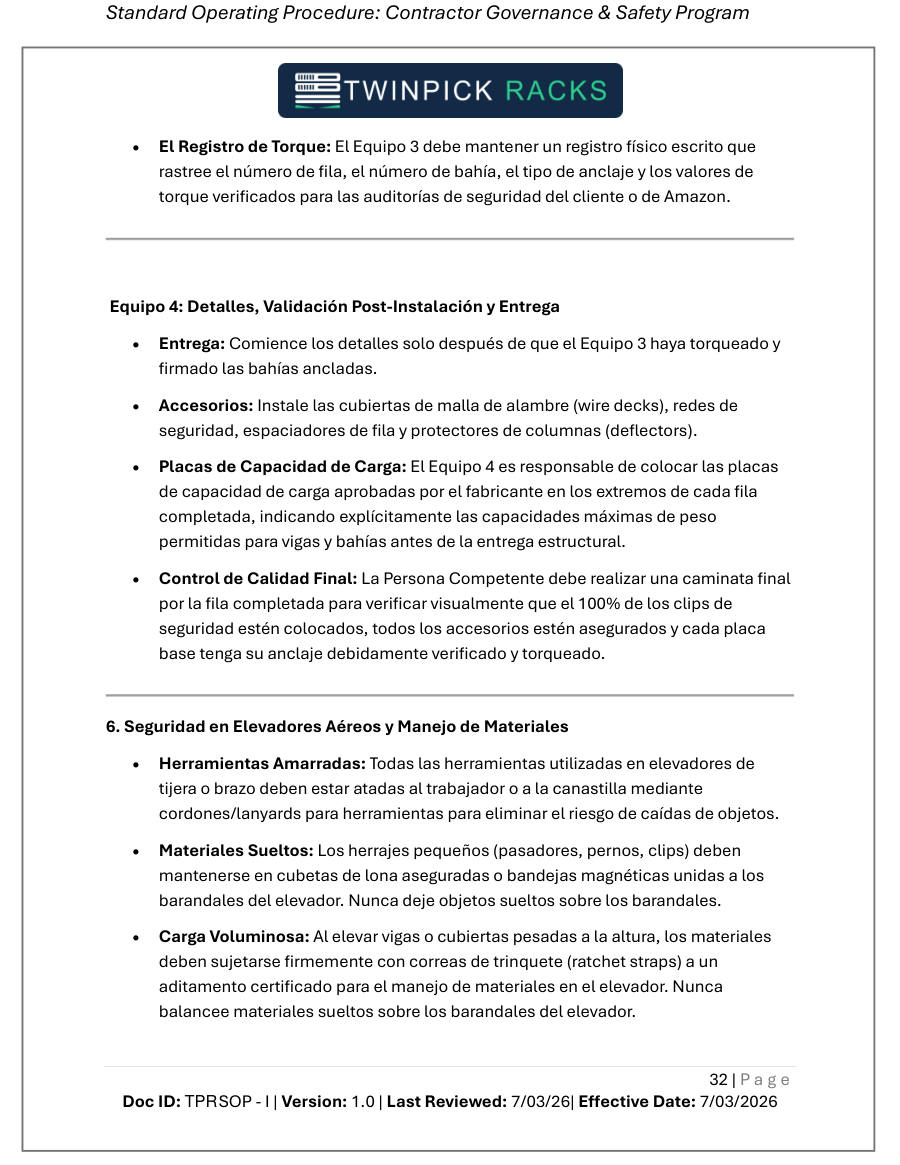 Standard Operating Procedure: Contractor Governance & Safety Program
TWINPICK RACKS
• El Registro de Torque: El Equipo 3 debe mantener un registro físico escrito que
rastree el número de fila, el número de bahía, el tipo de anclaje y los valores de
torque verificados para las auditorías de seguridad del cliente o de Amazon.
Equipo 4: Detalles, Validación Post-Instalación y Entrega
• Entrega: Comience los detalles solo después de que el Equipo 3 haya torqueado y
firmado las bahías ancladas.
• Accesorios: Instale las cubiertas de malla de alambre (wire decks), redes de
seguridad, espaciadores de fila y protectores de columnas (deflectors).
• Placas de Capacidad de Carga: El Equipo 4 es responsable de colocar las placas
de capacidad de carga aprobadas por el fabricante en los extremos de cada fila
completada, indicando explícitamente las capacidades máximas de peso
permitidas para vigas y bahías antes de la entrega estructural.
• Control de Calidad Final: La Persona Competente debe realizar una caminata final
por la fila completada para verificar visualmente que el 100% de los clips de
seguridad estén colocados, todos los accesorios estén asegurados y cada placa
base tenga su anclaje debidamente verificado y torqueado.
6. Seguridad en Elevadores Aéreos y Manejo de Materiales
• Herramientas Amarradas: Todas las herramientas utilizadas en elevadores de
tijera o brazo deben estar atadas al trabajador o a la canastilla mediante
cordones/lanyards para herramientas para eliminar el riesgo de caídas de objetos.
• Materiales Sueltos: Los herrajes pequeños (pasadores, pernos, clips) deben
mantenerse en cubetas de lona aseguradas o bandejas magnéticas unidas a los
barandales del elevador. Nunca deje objetos sueltos sobre los barandales.
• Carga Voluminosa: Al elevar vigas o cubiertas pesadas a la altura, los materiales
deben sujetarse firmemente con correas de trinquete (ratchet straps) a un
aditamento certificado para el manejo de materiales en el elevador. Nunca
balancee materiales sueltos sobre los barandales del elevador.
32 | Page
Doc ID: TPRSOP - I | Version: 1.0 | Last Reviewed: 7/03/26| Effective Date: 7/03/2026